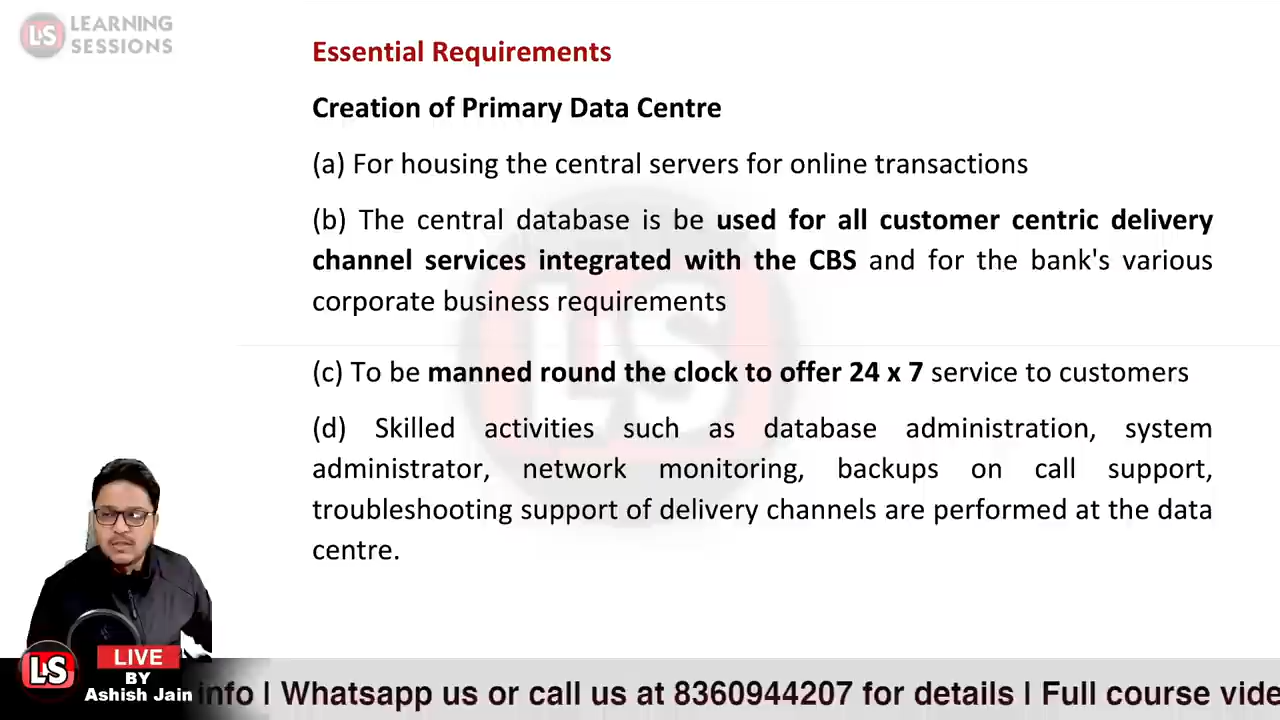 LS LEARNING
SESSIONS
Essential Requirements
Creation of Primary Data Centre
(a) For housing the central servers for online transactions
(b) The central database is be used for all customer centric delivery
channel services integrated with the CBS and for the bank's various
corporate business requirements
(c) To be manned round the clock to offer 24 x 7 service to customers
(d) Skilled activities such as database administration, system
administrator, network monitoring, backups on call support,
troubleshooting support of delivery channels are performed at the data
centre.
LS
LS
LIVE
BY
Ashish Jain
info | Whatsapp us or call us at 8360944207 for details | Full course vide